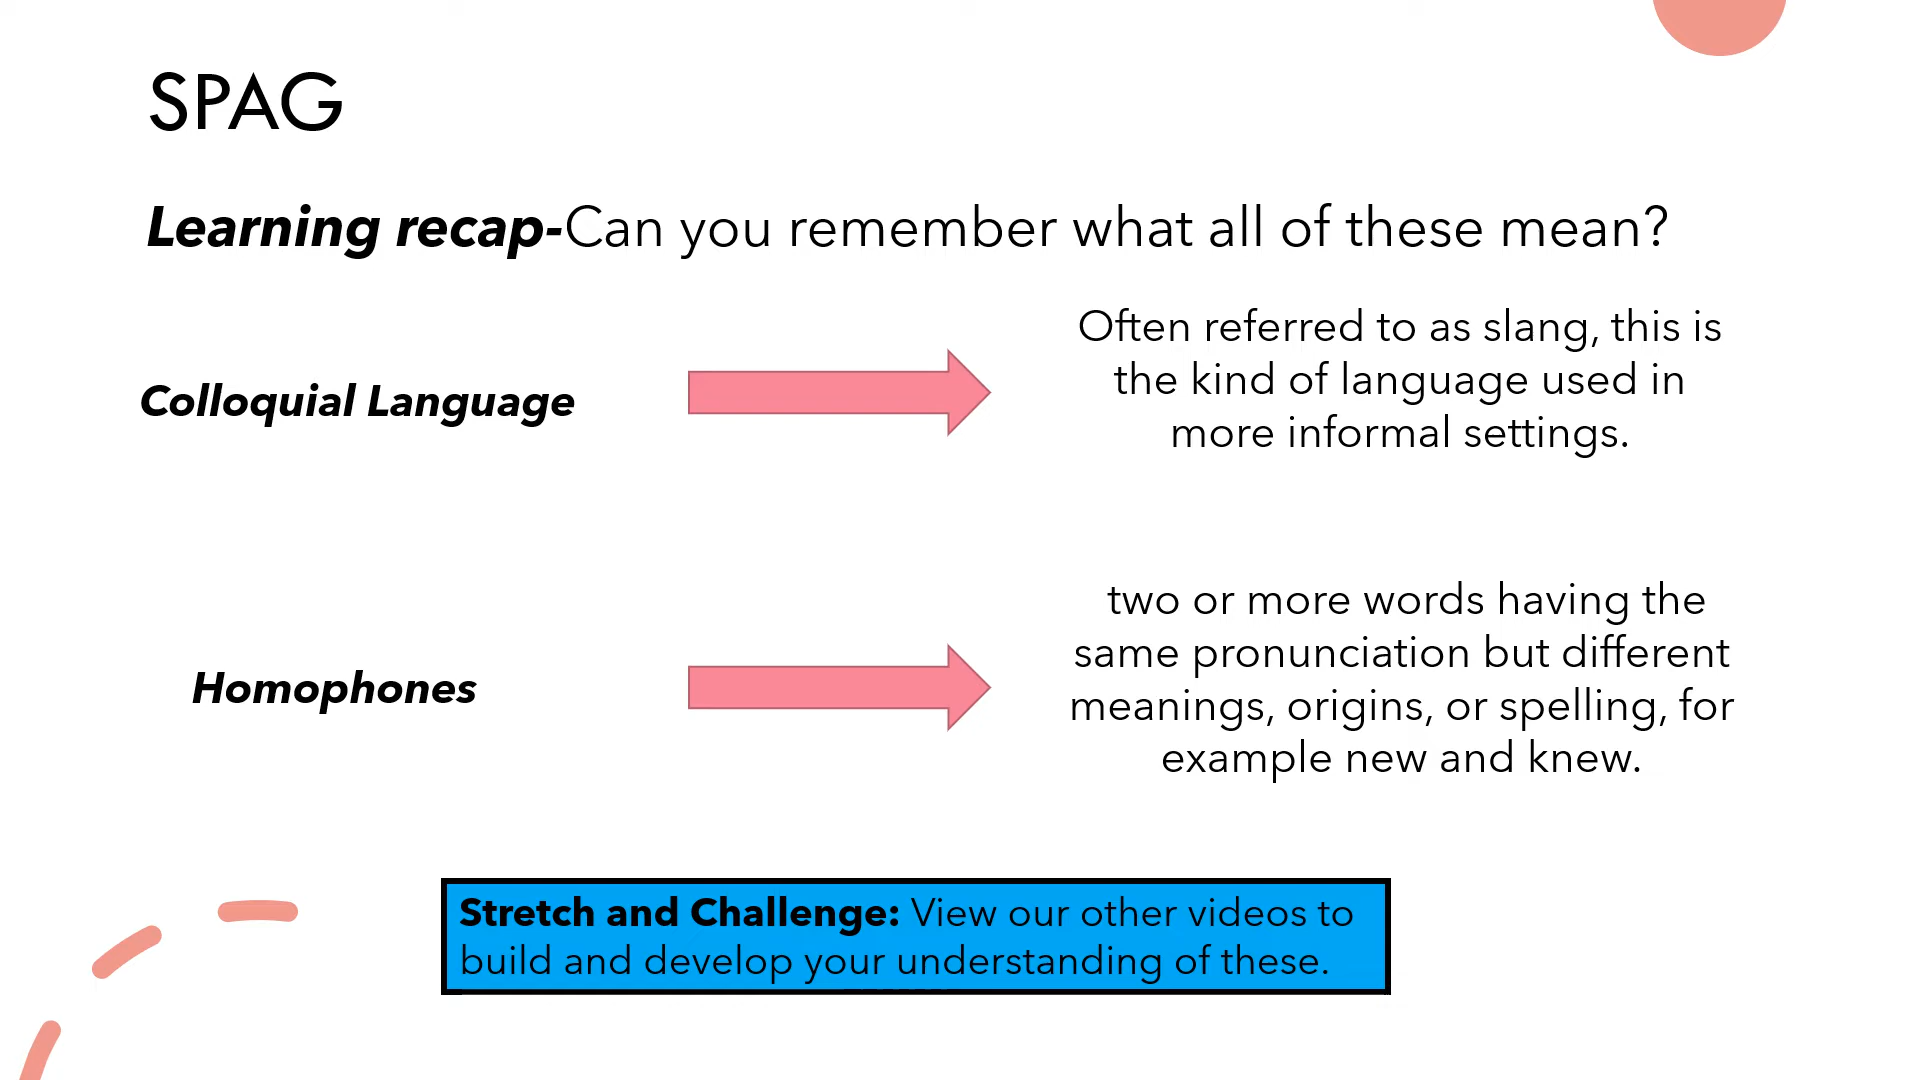 SPAG
Learning recap-Can you remember what all of these mean?
Colloquial Language
Often referred to as slang, this is
the kind of language used in
more informal settings.
Homophones
two or more words having the
same pronunciation but different
meanings, origins, or spelling, for
example new and knew.
Stretch and Challenge: View our other videos to
build and develop your understanding of these.